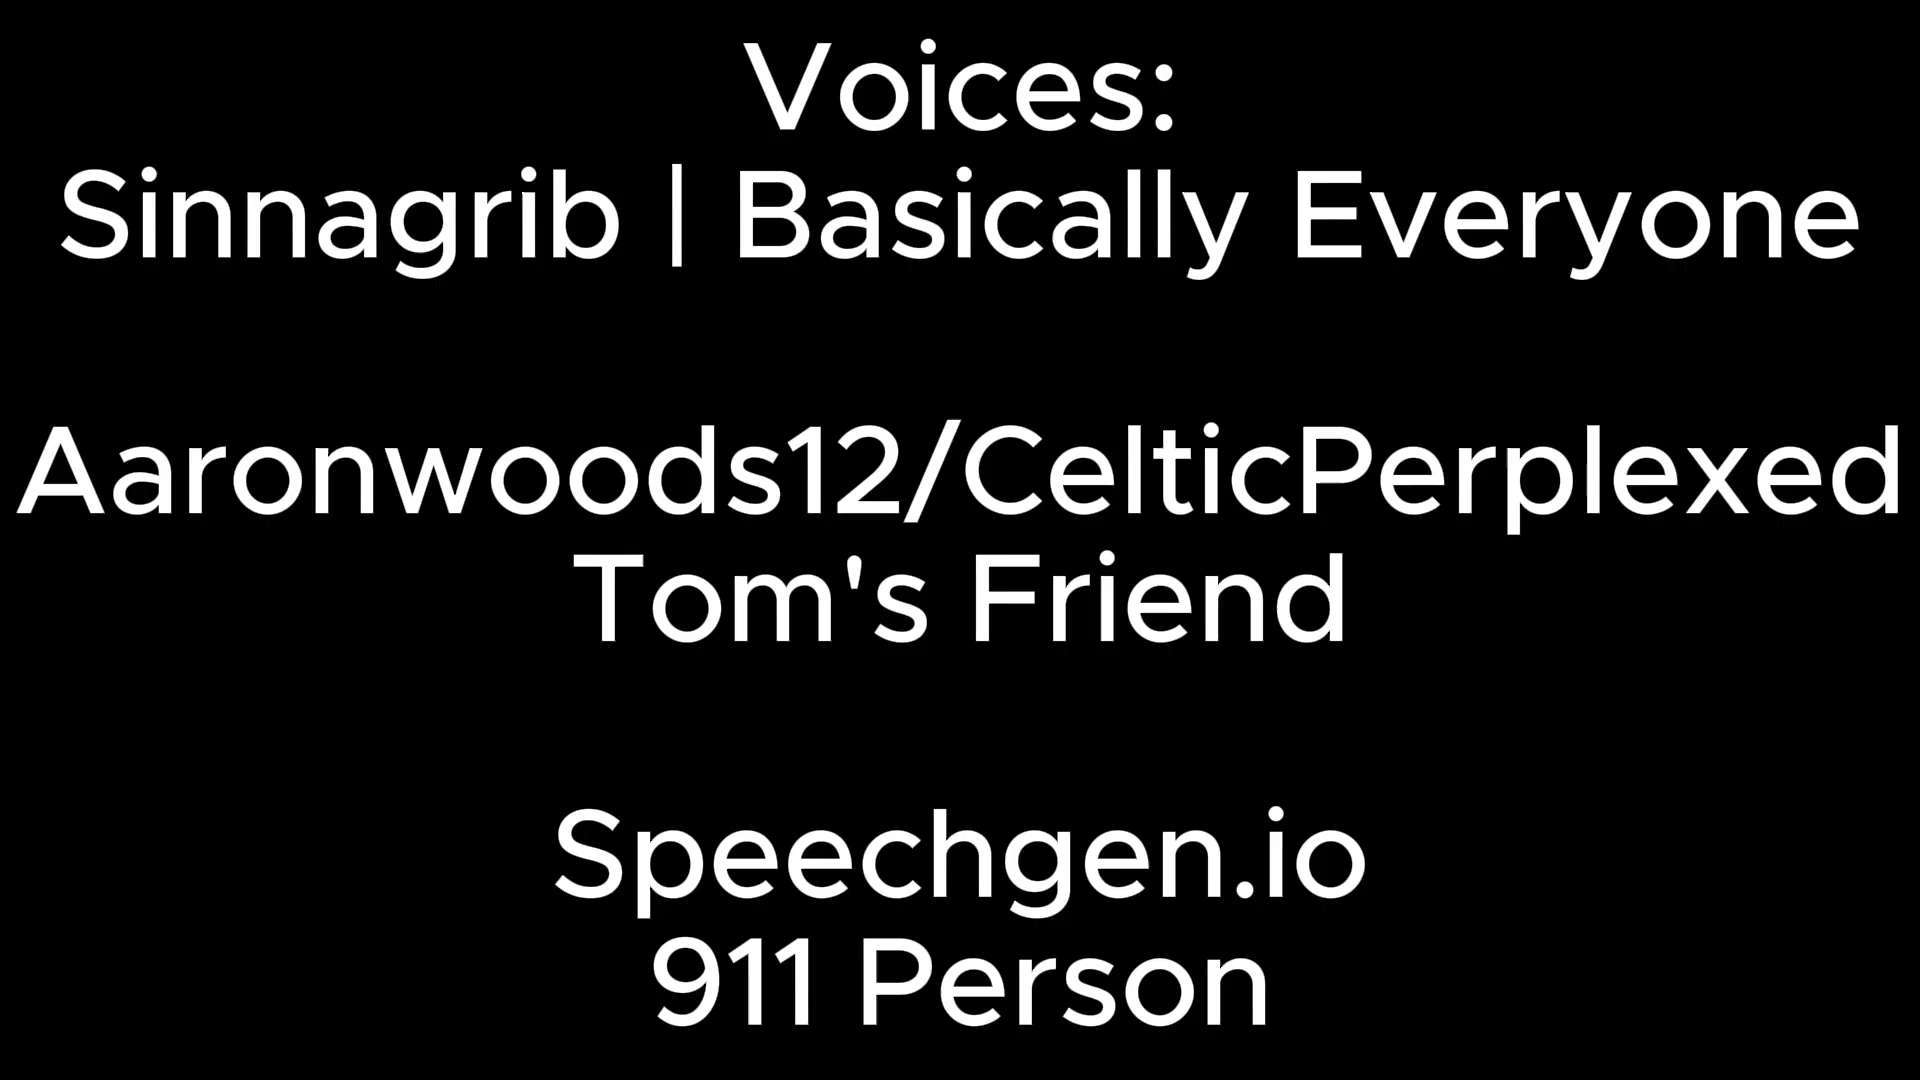 Voices:
Sinnagrib | Basically Everyone
Aaronwoods12/CelticPerplexed
Tom's Friend
Speechgen.io
911 Person